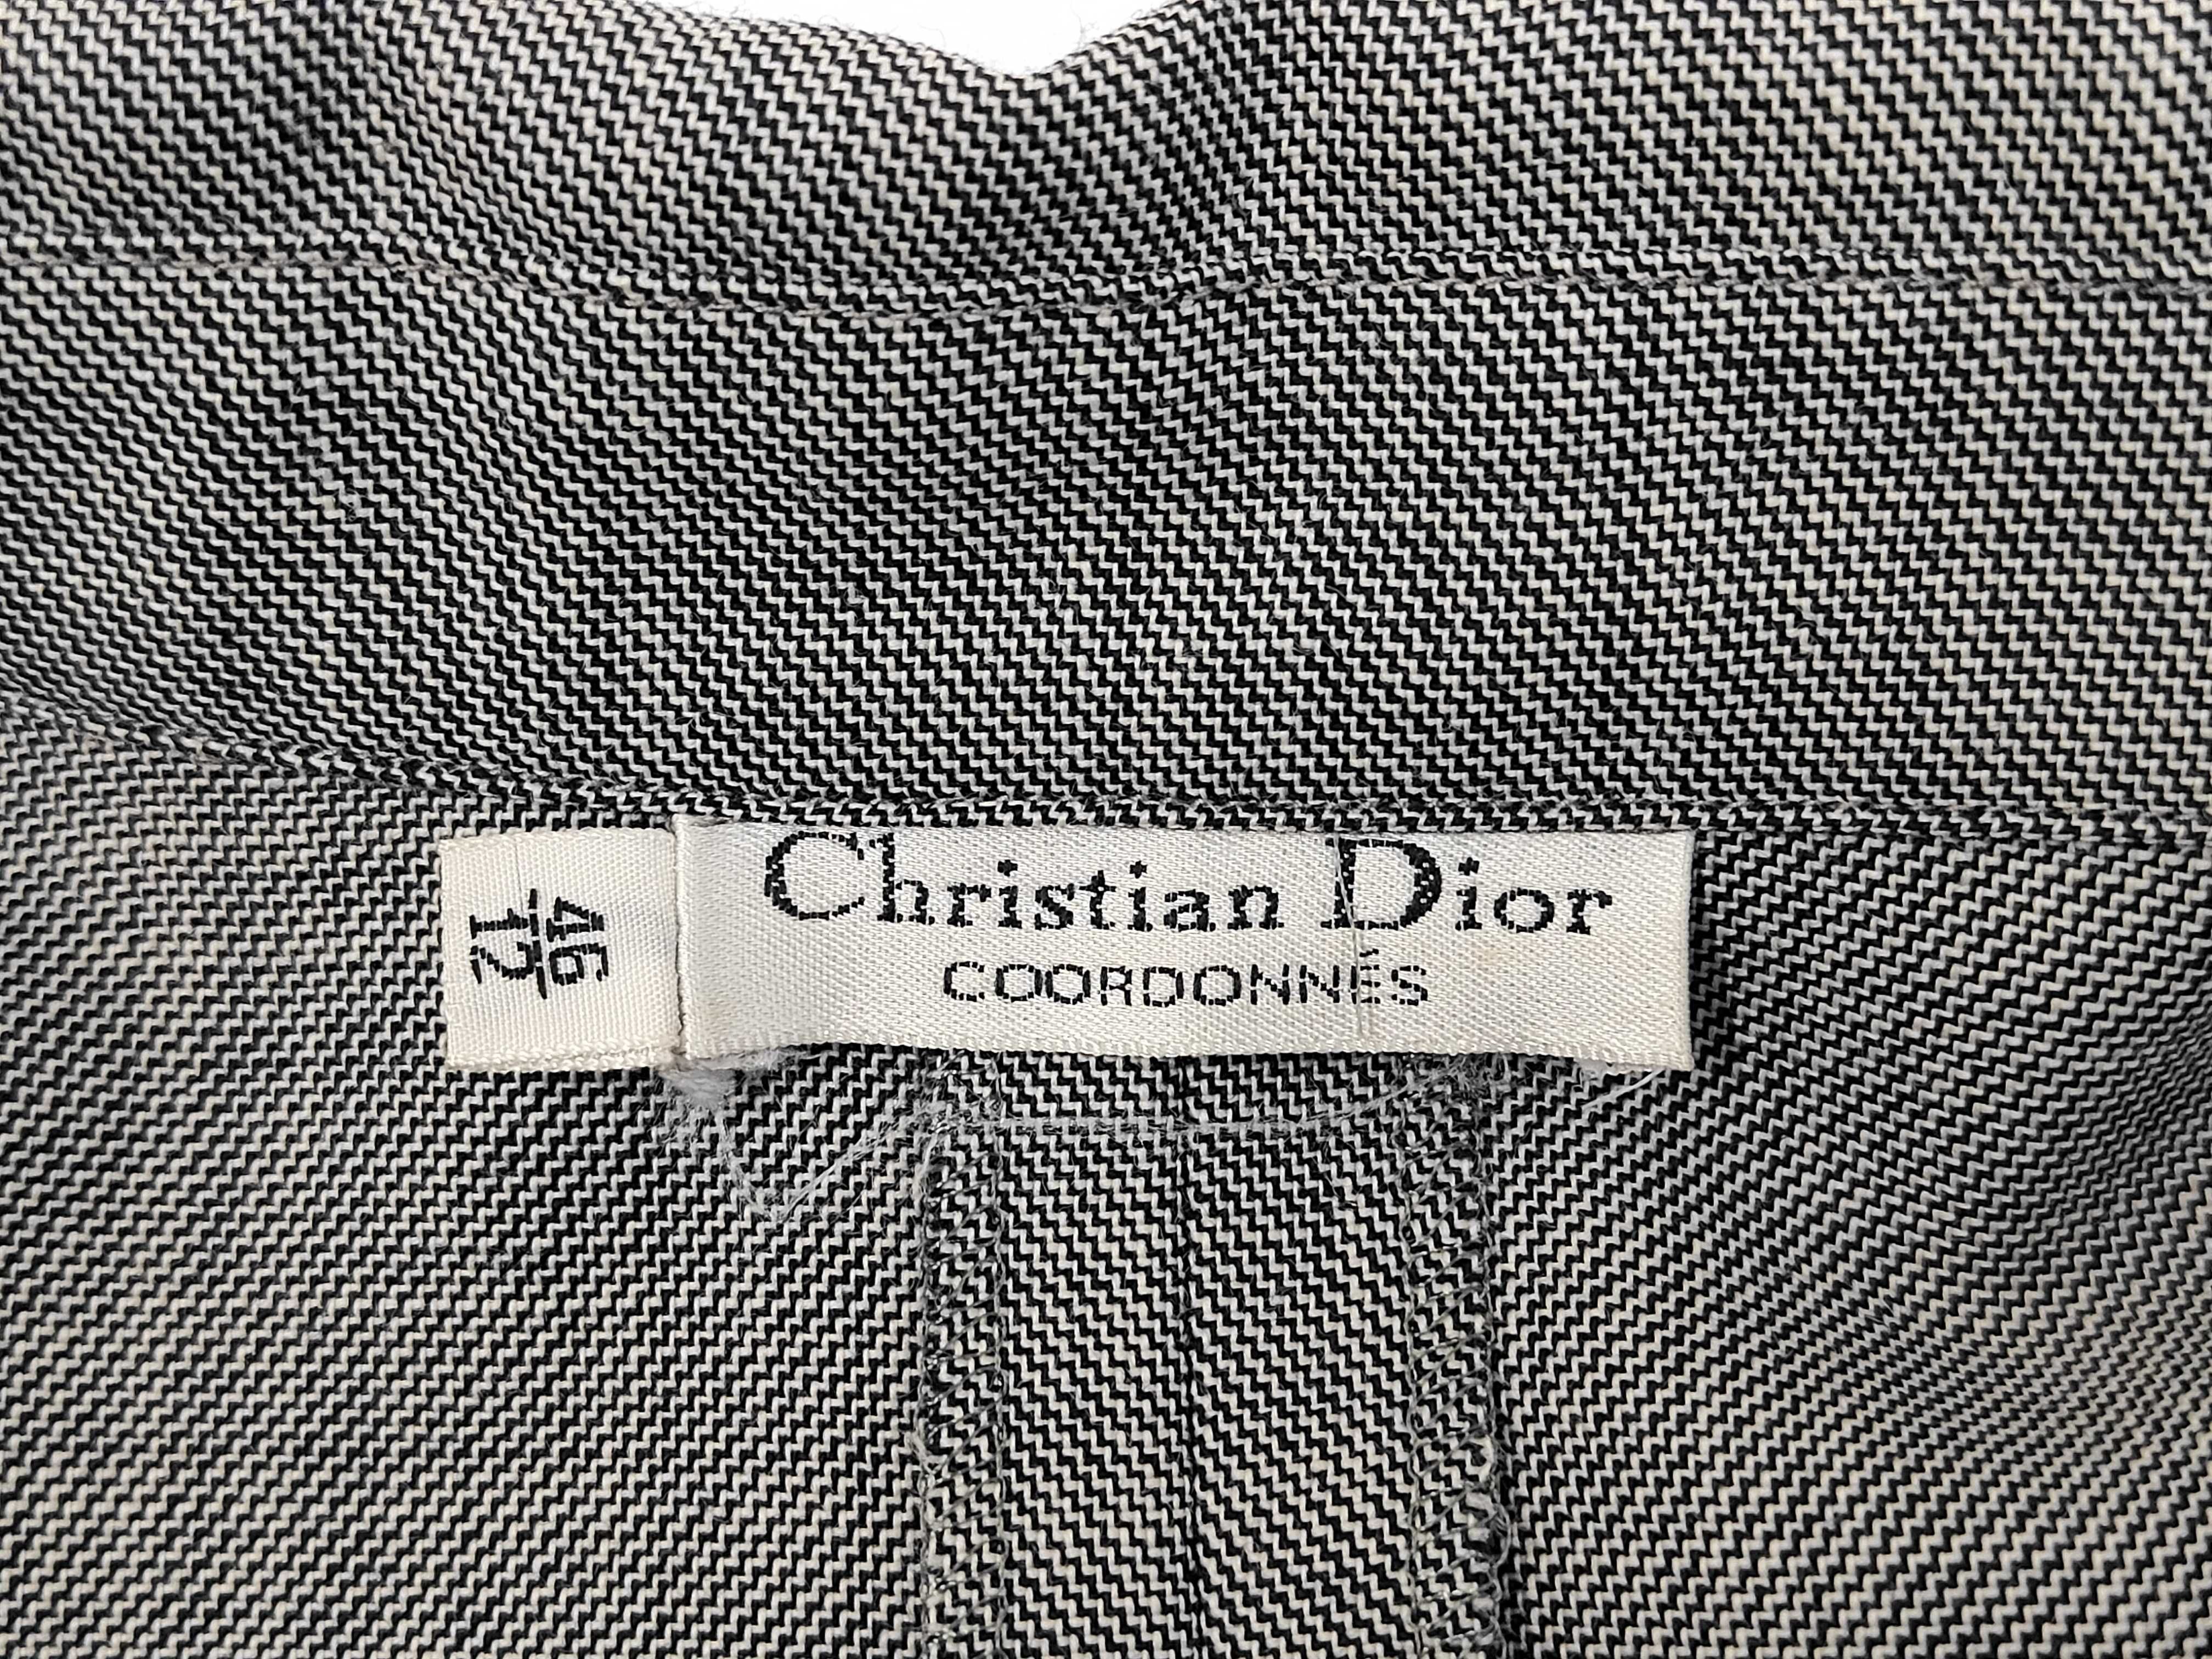 46
12
Christian Dior
COORDONNÉS